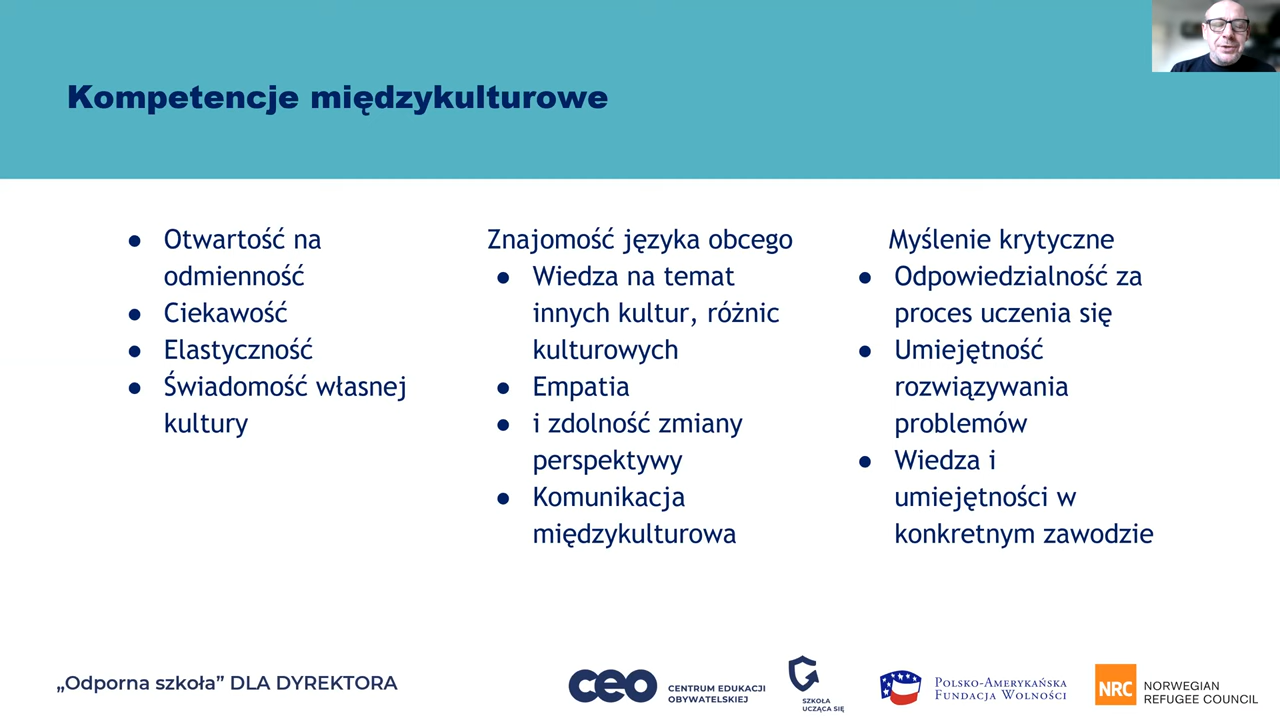 Kompetencje międzykulturowe
● Otwartość na
odmienność
● Ciekawość
● Elastyczność
● Świadomość własnej
kultury
Znajomość języka obcego
● Wiedza na temat
innych kultur, różnic
kulturowych
● Empatia
● i zdolność zmiany
perspektywy
● Komunikacja
międzykulturowa
Myślenie krytyczne
● Odpowiedzialność za
proces uczenia się
● Umiejętność
rozwiązywania
problemów
● Wiedza i
umiejętności w
konkretnym zawodzie
„Odporna szkoła” DLA DYREKTORA
ceo
CENTRUM EDUKACJI
OBYWATELSKIEJ
SZKOŁA
UCZĄCA SIĘ
POLSKO-AMERYKAŃSKA
FUNDACJA WOLNOŚCI
NRC
NORWEGIAN
REFUGEE COUNCIL